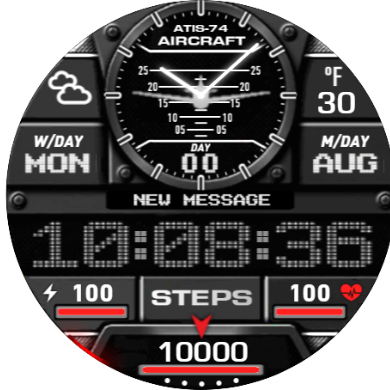 ATIS-74
AIRCRAFT
25 25
20 20
15 15
10 10
05 05
DAY
00
°F
30
W/DAY
MON
M/DAY
AUG
NEW MESSAGE
10:08:36
100
STEPS
100
10000